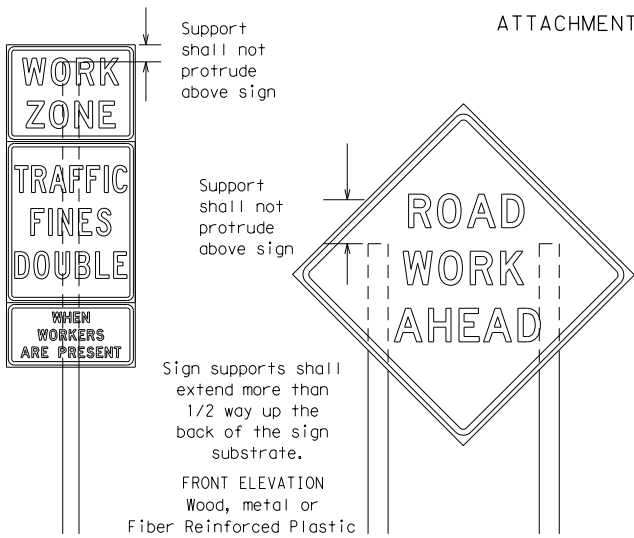 ATTACHMENT
Support
shall not
protrude
above sign
WORK
ZONE
TRAFFIC
FINES
DOUBLE
WHEN
WORKERS
ARE PRESENT
Support
shall not
protrude
above sign
ROAD
WORK
AHEAD
Sign supports shall
extend more than
1/2 way up the
back of the sign
substrate.
FRONT ELEVATION
Wood, metal or
Fiber Reinforced Plastic